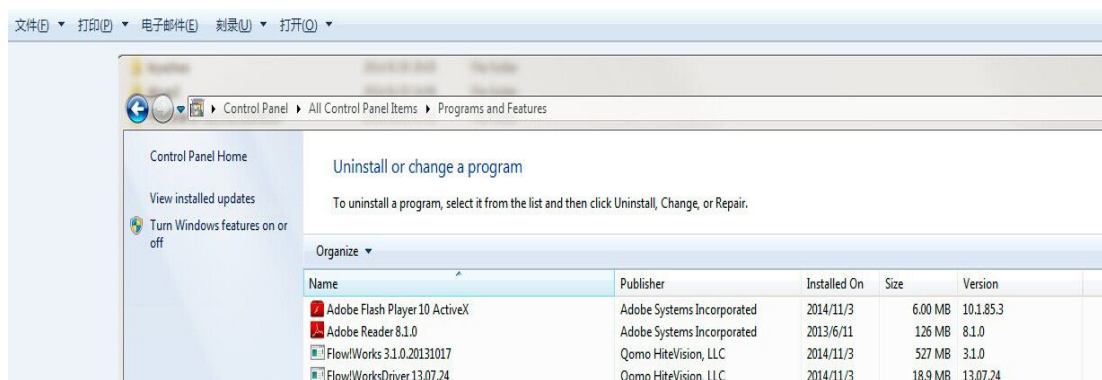 文件(F) ▼ 打印(P) ▼ 电子邮件(E) 刻录(U) ▼ 打开(O) ▼
Control Panel ▸ All Control Panel Items ▸ Programs and Features
Control Panel Home
Uninstall or change a program
View installed updates
To uninstall a program, select it from the list and then click Uninstall, Change, or Repair.
Turn Windows features on or
off
Organize ▼
Name Publisher Installed On Size Version
Adobe Flash Player 10 ActiveX Adobe Systems Incorporated 2014/11/3 6.00 MB 10.1.85.3
Adobe Reader 8.1.0 Adobe Systems Incorporated 2013/6/11 126 MB 8.1.0
Flow!Works 3.1.0.20131017 Qomo HiteVision, LLC 2014/11/3 527 MB 3.1.0
Flow!WorksDriver 13.07.24 Qomo HiteVision, LLC 2014/11/3 18.9 MB 13.07.24